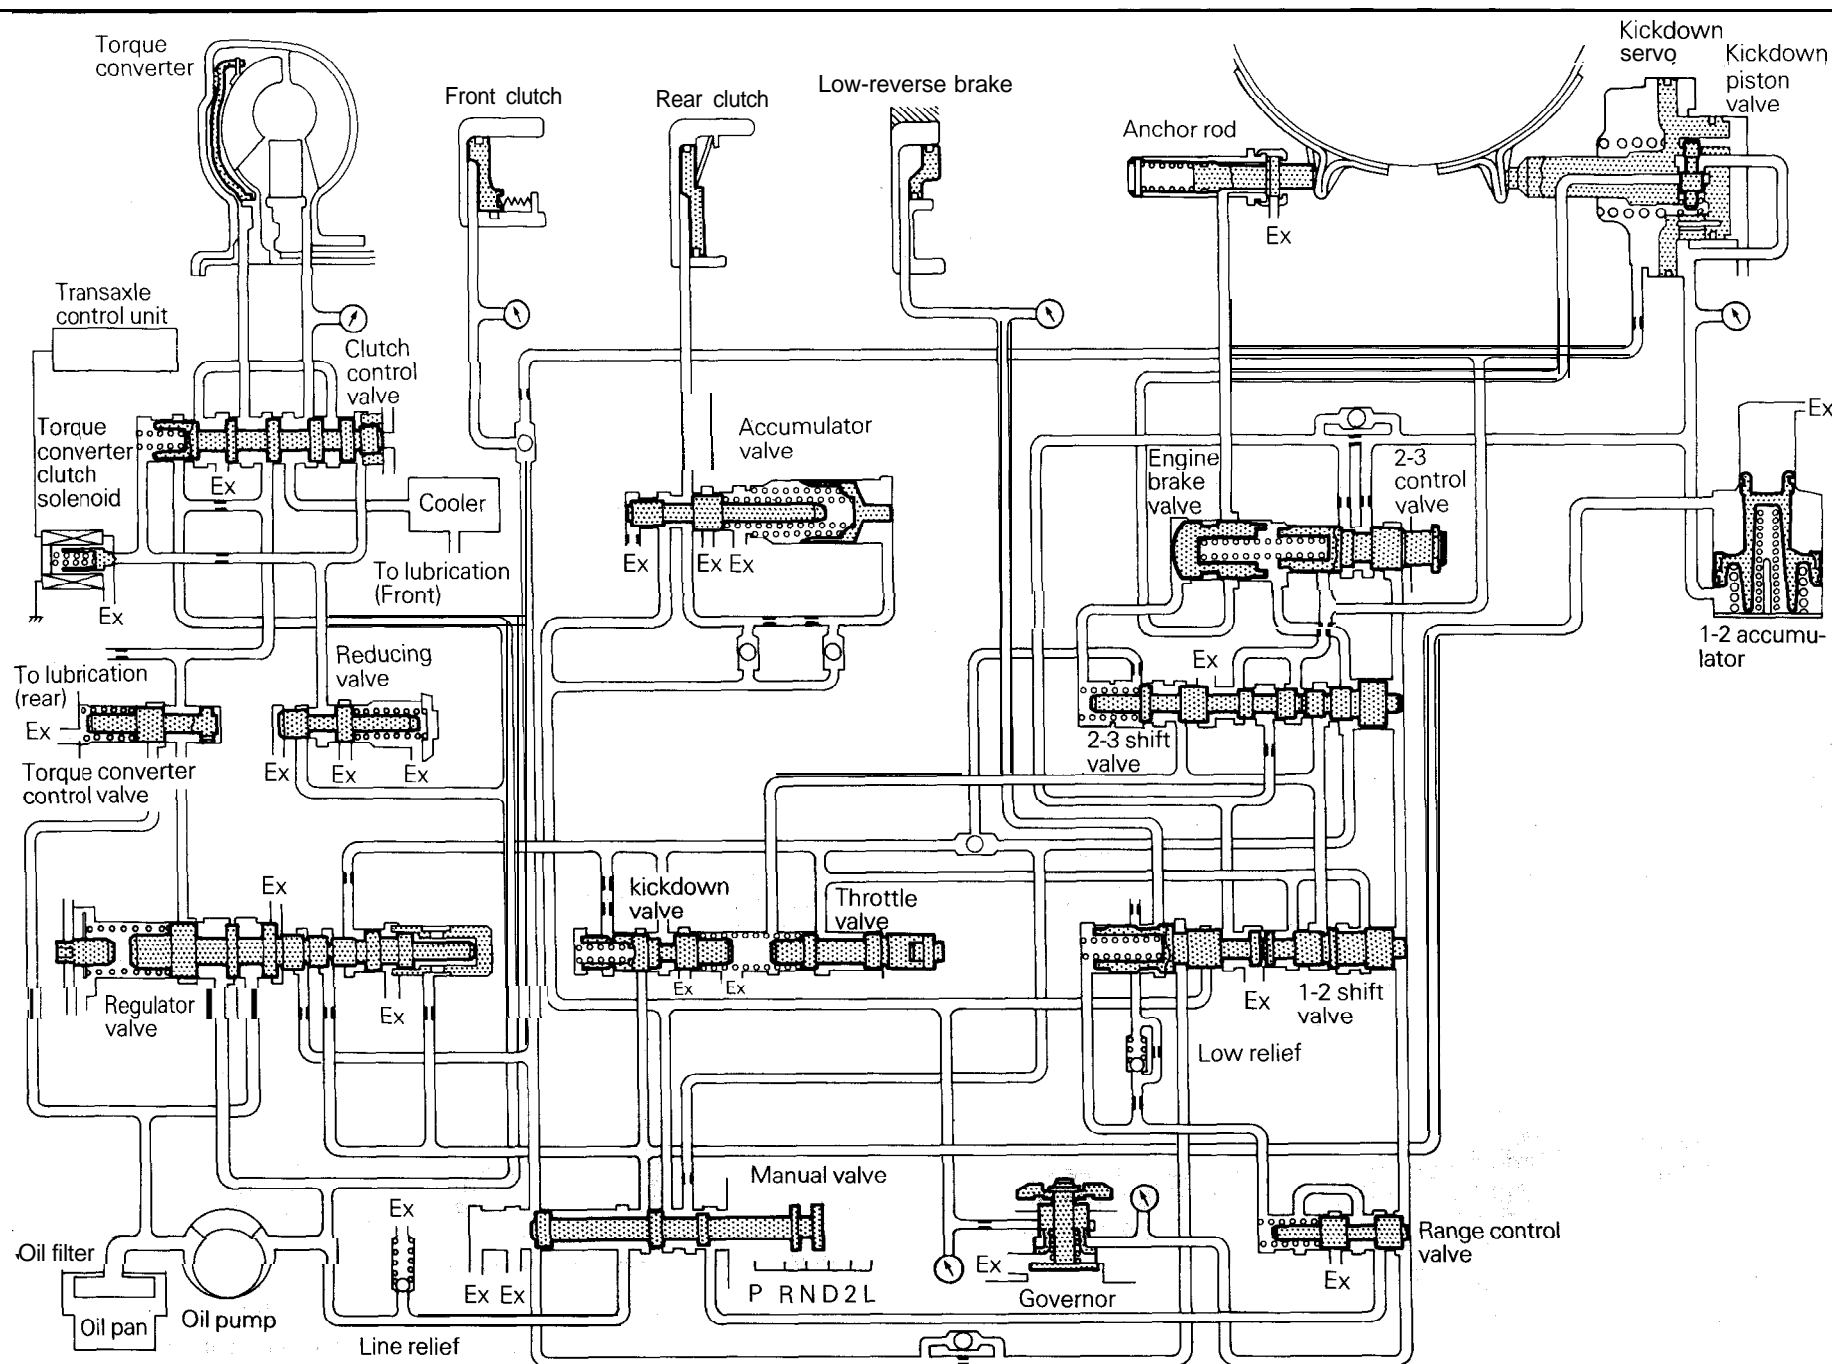 Torque
converter
Front clutch
Rear clutch
Low-reverse brake
Anchor rod
Ex
Kickdown
servo
Kickdown
piston
valve
Transaxle
control unit
Clutch
control
valve
Torque
converter
clutch
solenoid
Ex
Cooler
To lubrication
(Front)
Ex
Accumulator
valve
Ex
Ex
Ex
Engine
brake
valve
2-3
control
valve
Ex
1-2 accumu-
lator
To lubrication
(rear)
Ex
Reducing
valve
Ex
Ex
Ex
Torque converter
control valve
Ex
2-3 shift
valve
Ex
kickdown
valve
Throttle
valve
Regulator
valve
Ex
Ex
Ex
Ex
1-2 shift
valve
Low relief
Manual valve
Ex
Ex
Ex
P R N D 2 L
Ex
Governor
Range control
valve
Ex
Oil filter
Oil pan
Oil pump
Line relief